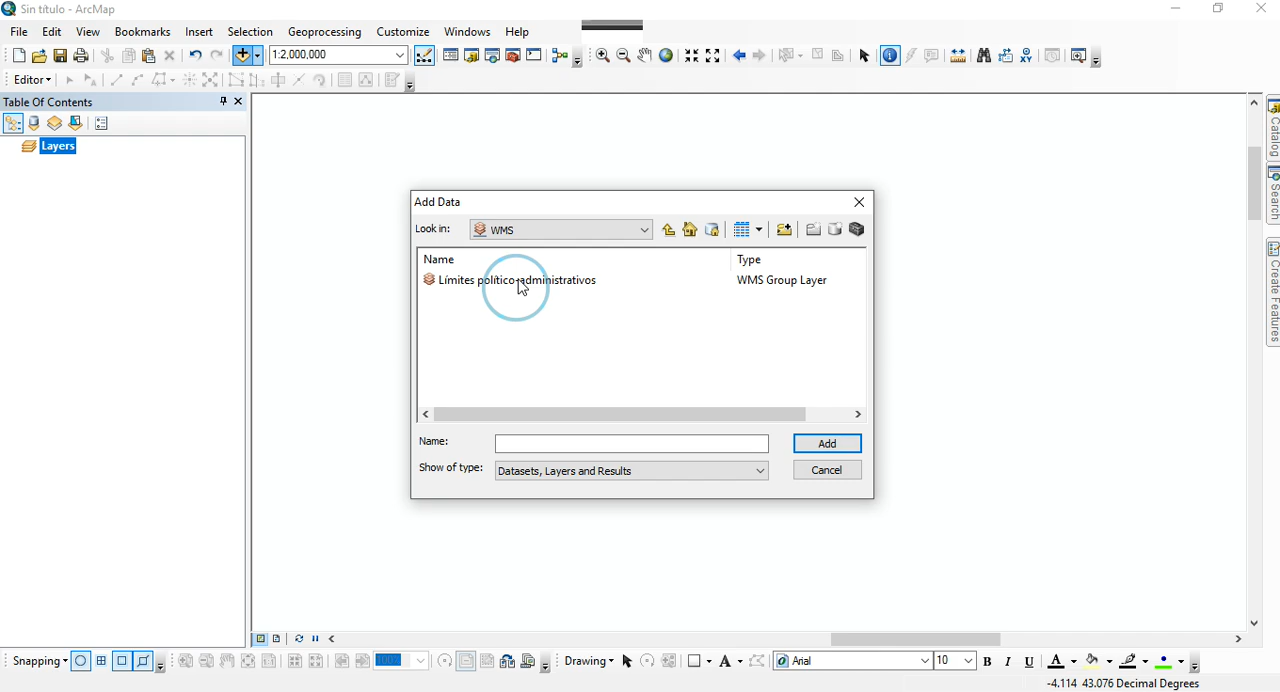 Sin título - ArcMap
File Edit View Bookmarks Insert Selection Geoprocessing Customize Windows Help
1:2,000,000
Editor
Table Of Contents
Layers
Add Data
Look in: WMS
Name Type
Límites político-administrativos WMS Group Layer
Name: Add
Show of type: Datasets, Layers and Results Cancel
Catalog
Search
Create Features
Snapping 100% Drawing Arial 10 B I U A
-4.114 43.076 Decimal Degrees